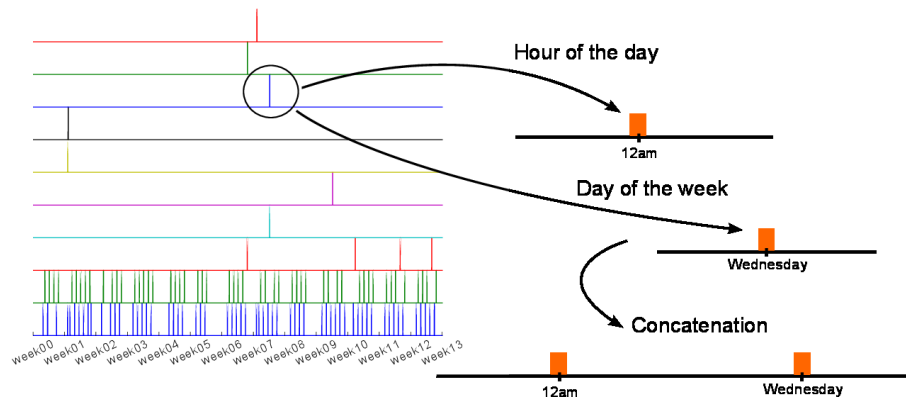 Hour of the day
12am
Day of the week
Wednesday
Concatenation
12am
Wednesday
week00
week01
week02
week03
week04
week05
week06
week07
week08
week09
week10
week11
week12
week13